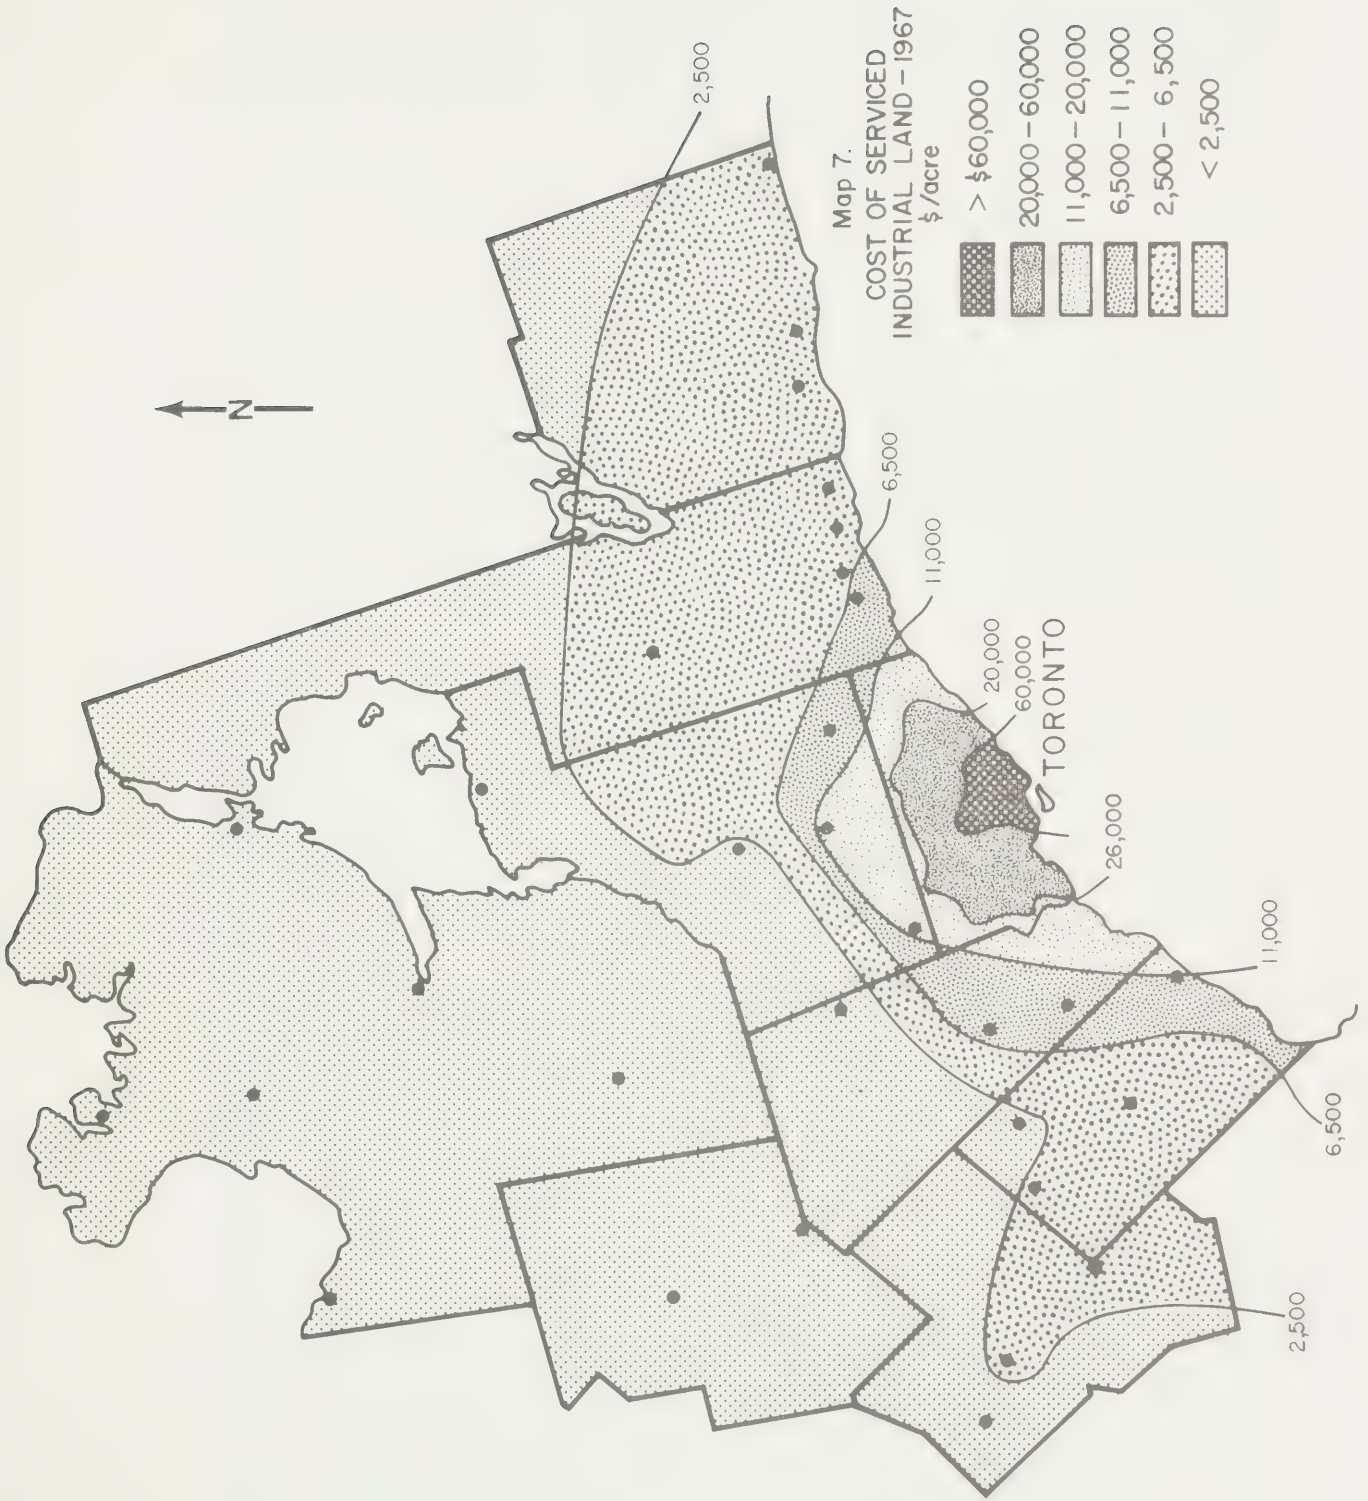 Map 7.
COST OF SERVICED
INDUSTRIAL LAND – 1967
$/acre
> $60,000
20,000 – 60,000
11,000 – 20,000
6,500 – 11,000
2,500 – 6,500
< 2,500
N
2,500
6,500
11,000
20,000
60,000
TORONTO
26,000
11,000
6,500
2,500